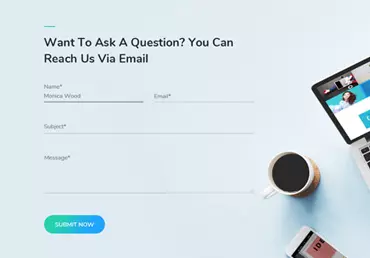 Want To Ask A Question? You Can
Reach Us Via Email
Name*
Monica Wood
Email*
Subject*
Message*
SUBMIT NOW